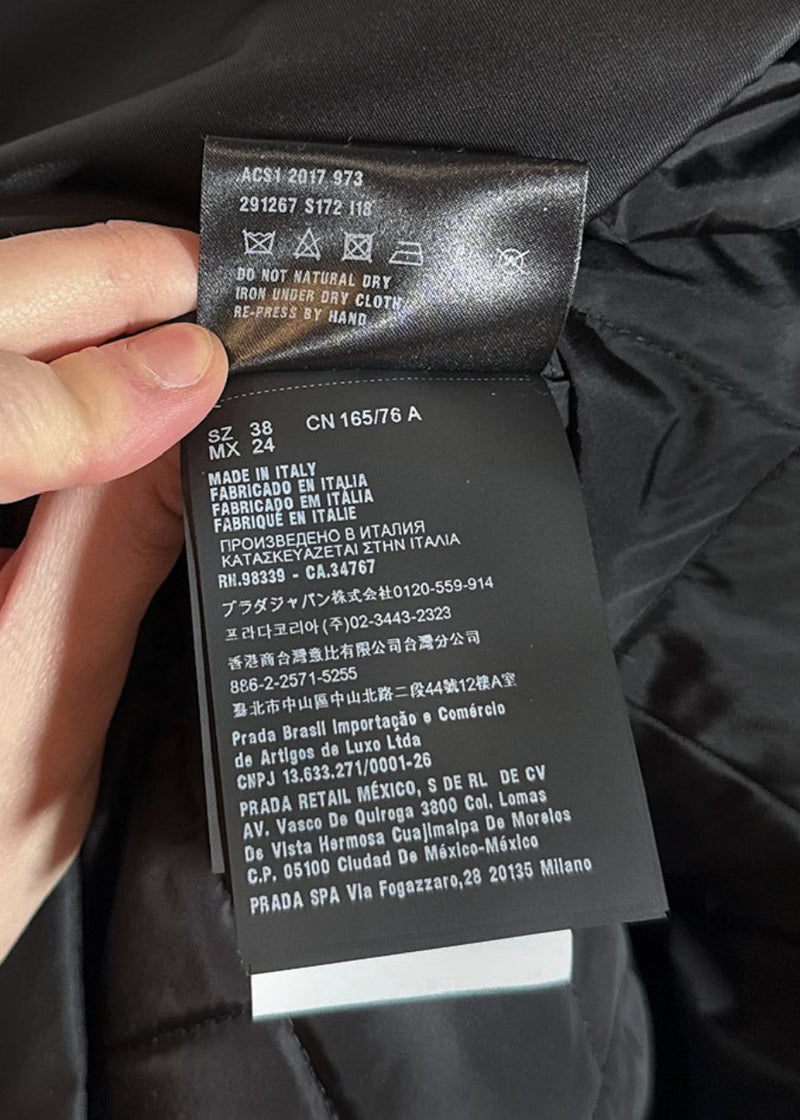 ACS1 2017 973
291267 S172 I18
DO NOT NATURAL DRY
IRON UNDER DRY CLOTH
RE-PRESS BY HAND
SZ 38 CN 165/76 A
MX 24
MADE IN ITALY
FABRICADO EN ITALIA
FABRICADO EM ITÁLIA
FABRIQUÉ EN ITALIE
ПРОИЗВЕДЕНО В ИТАЛИЯ
ΚΑΤΑΣΚΕΥΑΖΕΤΑΙ ΣΤΗΝ ΙΤΑΛΙΑ
RN.98339 - CA.34767
プラダジャパン株式会社0120-559-914
프라다코리아(주)02-3443-2323
香港商台灣意比有限公司台灣分公司
886-2-2571-5255
臺北市中山區中山北路二段44號12樓A室
Prada Brasil Importação e Comércio
de Artigos de Luxo Ltda
CNPJ 13.633.271/0001-26
PRADA RETAIL MÉXICO, S DE RL DE CV
AV. Vasco De Quiroga 3800 Col. Lomas
De Vista Hermosa Cuajimalpa De Morelos
C.P. 05100 Ciudad De México-México
PRADA SPA Via Fogazzaro,28 20135 Milano